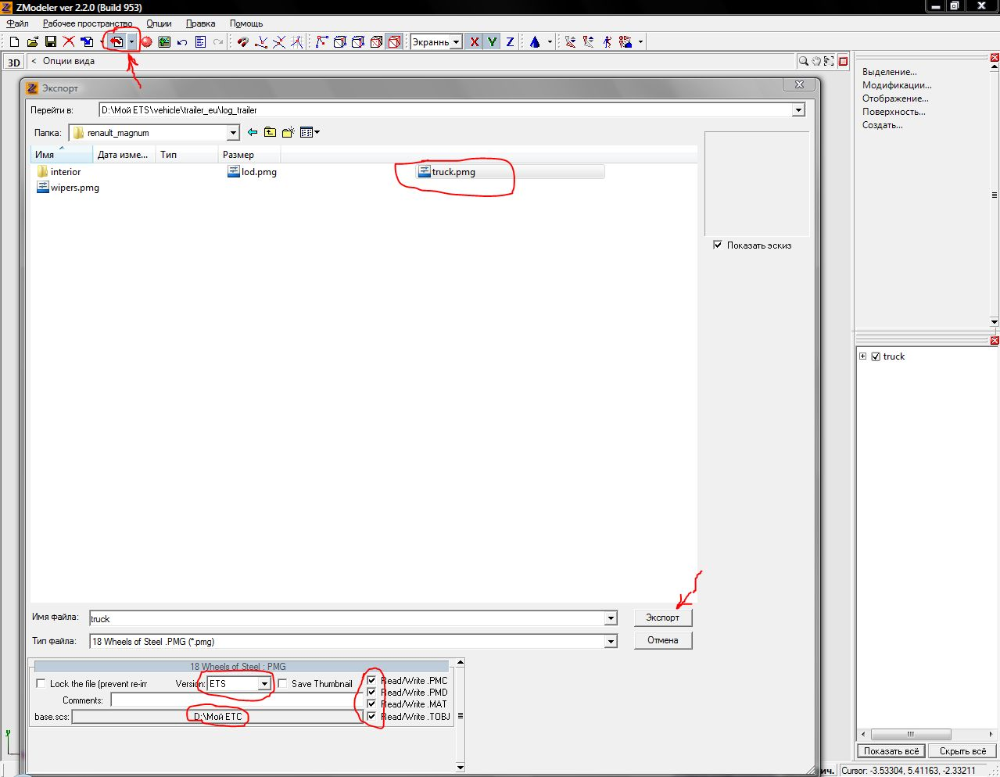 ZModeler ver 2.2.0 (Build 953)
Файл Рабочее пространство Опции Правка Помощь
Экраннь X Y Z
3D < Опции вида
Выделение...
Модификации...
Отображение...
Поверхность...
Создать...
Экспорт
Перейти в: D:\Мой ETS\vehicle\trailer_eu\log_trailer
Папка: renault_magnum
Имя Дата изме... Тип Размер
interior lod.pmg truck.pmg
wipers.pmg
Показать эскиз
truck
Имя файла: truck Экспорт
Тип файла: 18 Wheels of Steel .PMG (*.pmg) Отмена
18 Wheels of Steel : PMG
Lock the file (prevent re-irr Version: ETS Save Thumbnail Read/Write .PMC
Read/Write .PMD
Comments: Read/Write .MAT
base.scs: D:\Мой ETC Read/Write .TOBJ
y
Показать всё Скрыть всё
ич. Cursor: -3.53304, 5.41163, -2.33211